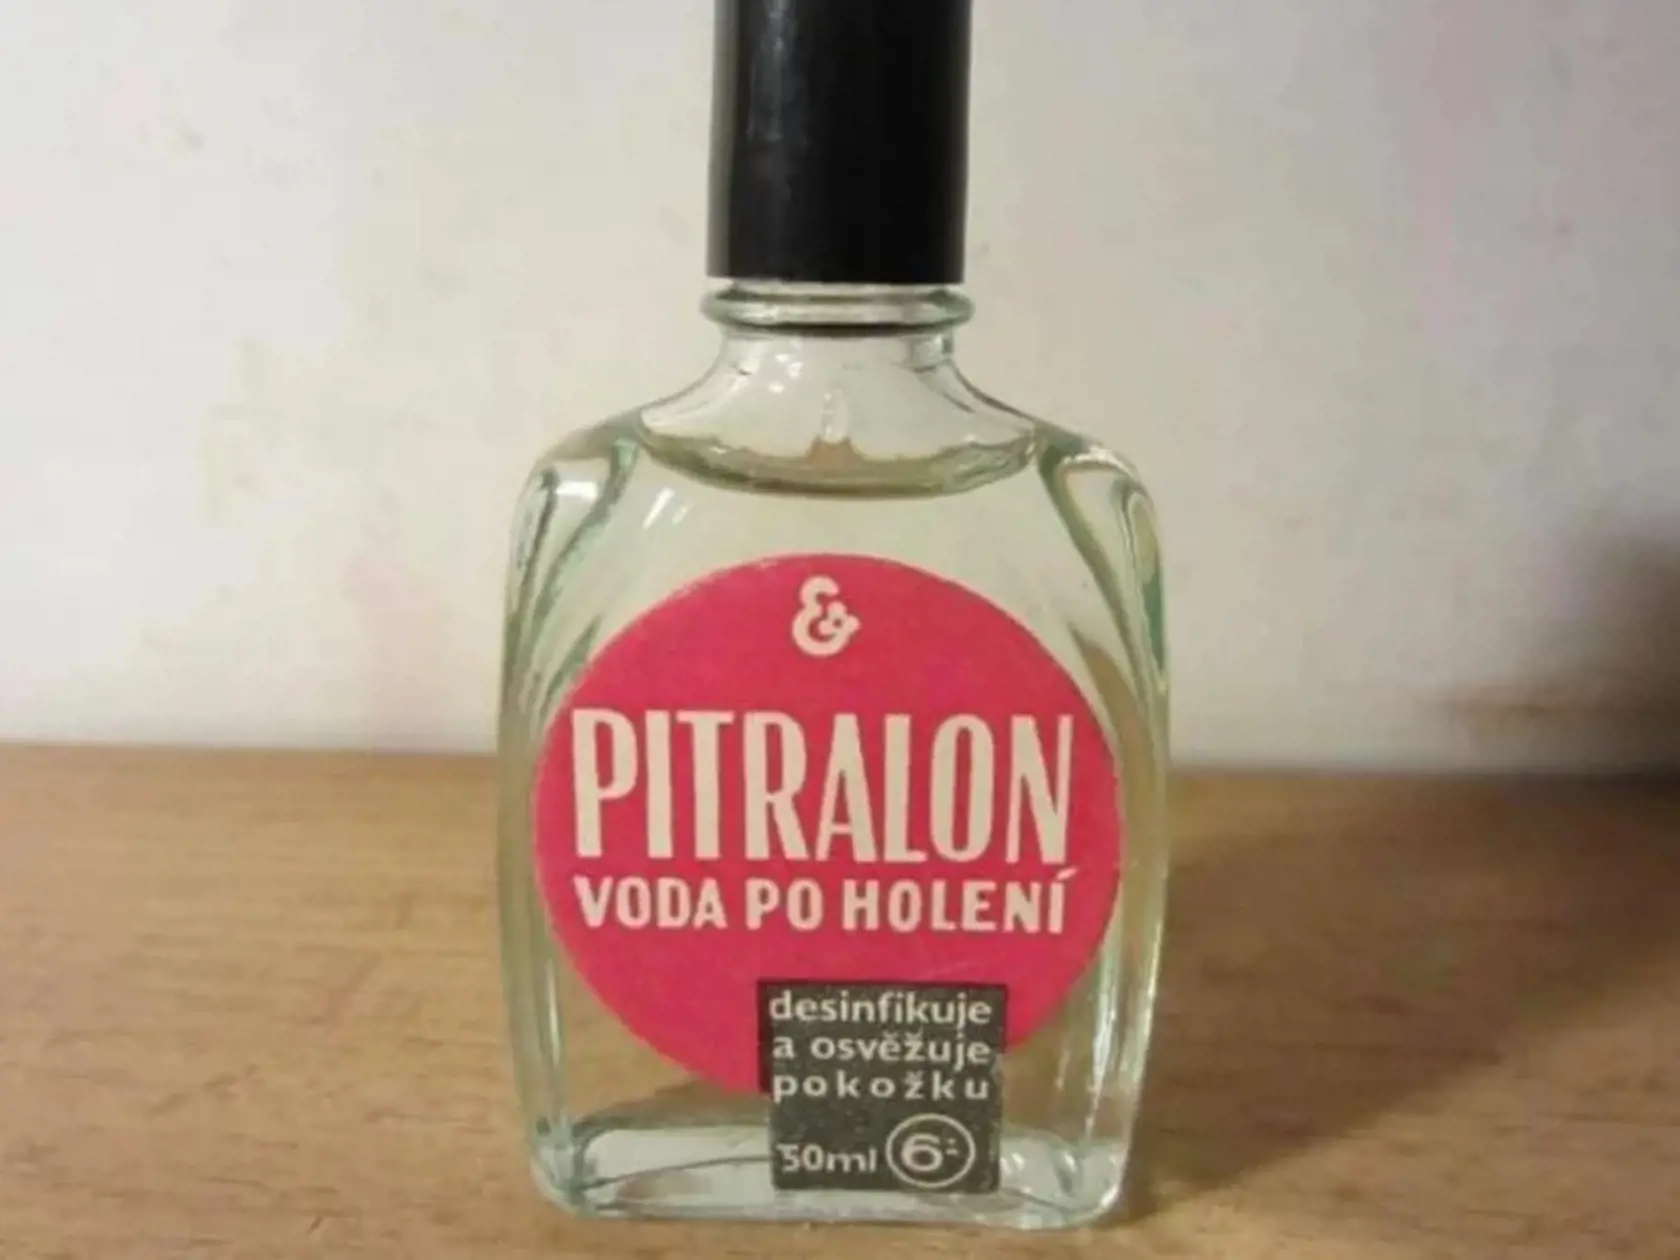 &
PITRALON
VODA PO HOLENÍ
desinfikuje
a osvěžuje
pokožku
50ml 6:-